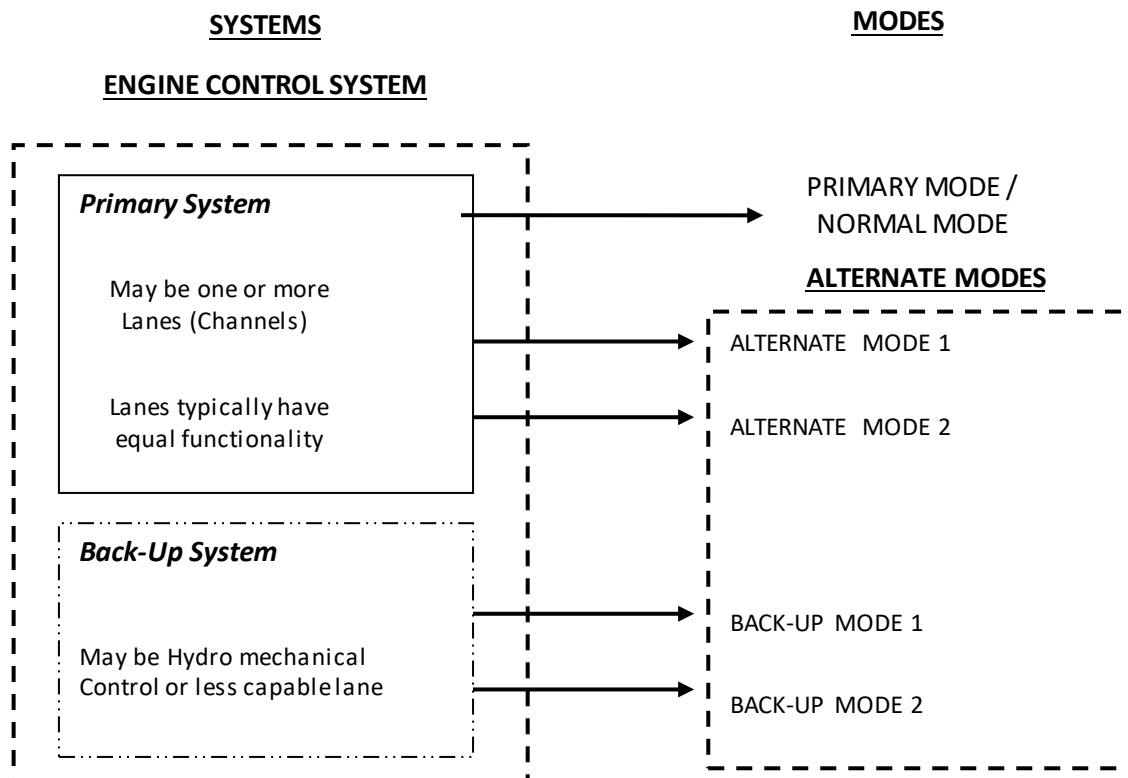 SYSTEMS
MODES
ENGINE CONTROL SYSTEM
Primary System
May be one or more
Lanes (Channels)
Lanes typically have
equal functionality
PRIMARY MODE /
NORMAL MODE
ALTERNATE MODES
ALTERNATE MODE 1
ALTERNATE MODE 2
Back-Up System
May be Hydro mechanical
Control or less capable lane
BACK-UP MODE 1
BACK-UP MODE 2